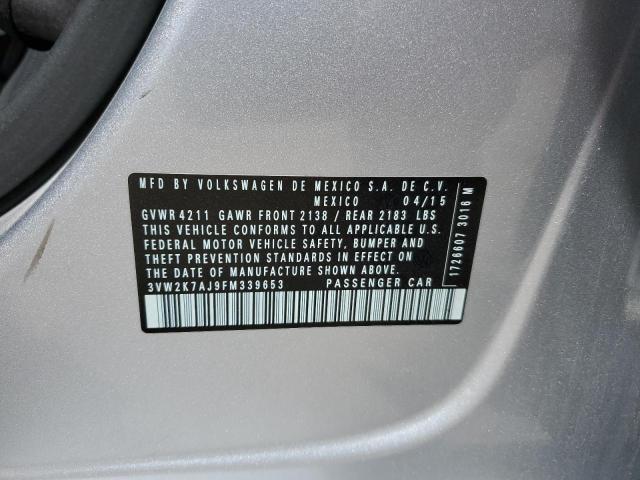 MFD BY VOLKSWAGEN DE MEXICO S.A. DE C.V.
MEXICO 04/15
GVWR 4211 GAWR FRONT 2138 / REAR 2183 LBS
THIS VEHICLE CONFORMS TO ALL APPLICABLE U.S.
FEDERAL MOTOR VEHICLE SAFETY, BUMPER AND
THEFT PREVENTION STANDARDS IN EFFECT ON
THE DATE OF MANUFACTURE SHOWN ABOVE.
3VW2K7AJ9FM339653 PASSENGER CAR
1726607 3016 M